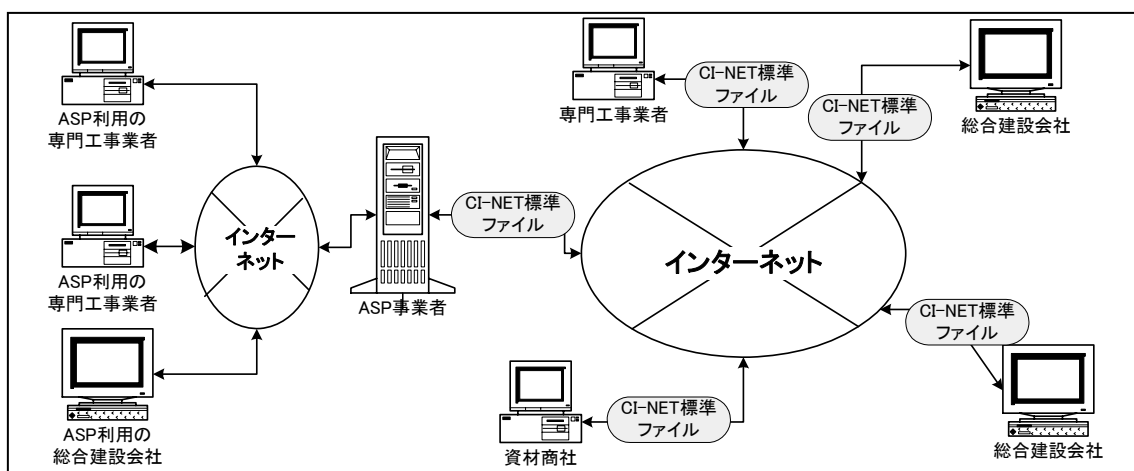 ASP利用の
専門工事業者
ASP利用の
専門工事業者
ASP利用の
総合建設会社
インター
ネット
ASP事業者
CI-NET標準
ファイル
専門工事業者
CI-NET標準
ファイル
CI-NET標準
ファイル
総合建設会社
インターネット
CI-NET標準
ファイル
総合建設会社
資材商社
CI-NET標準
ファイル